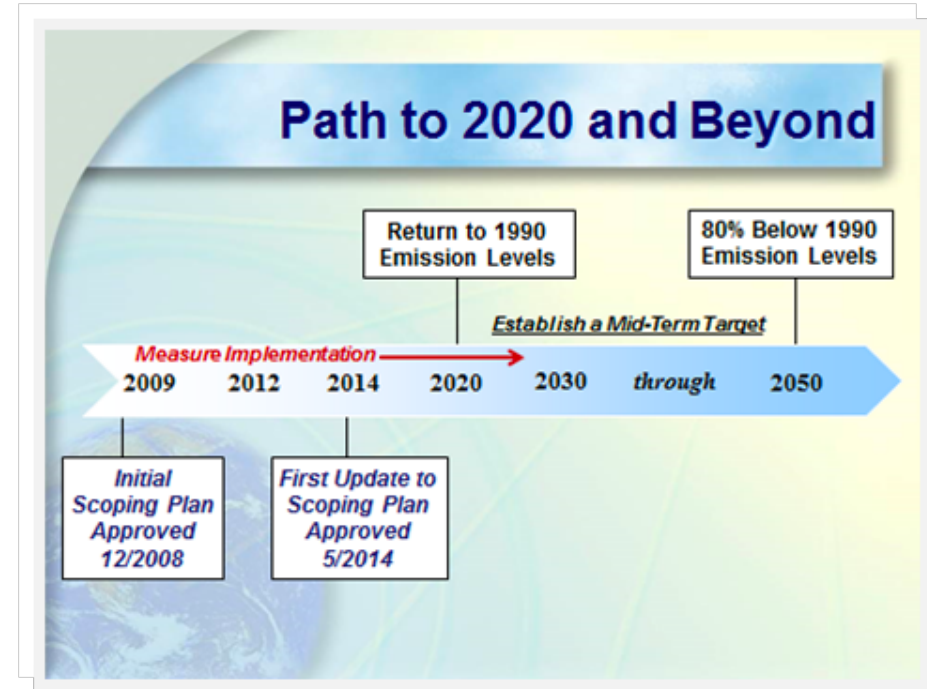 Path to 2020 and Beyond
Return to 1990
Emission Levels
80% Below 1990
Emission Levels
Establish a Mid-Term Target
Measure Implementation
2009 2012 2014 2020 2030 through 2050
Initial
Scoping Plan
Approved
12/2008
First Update to
Scoping Plan
Approved
5/2014